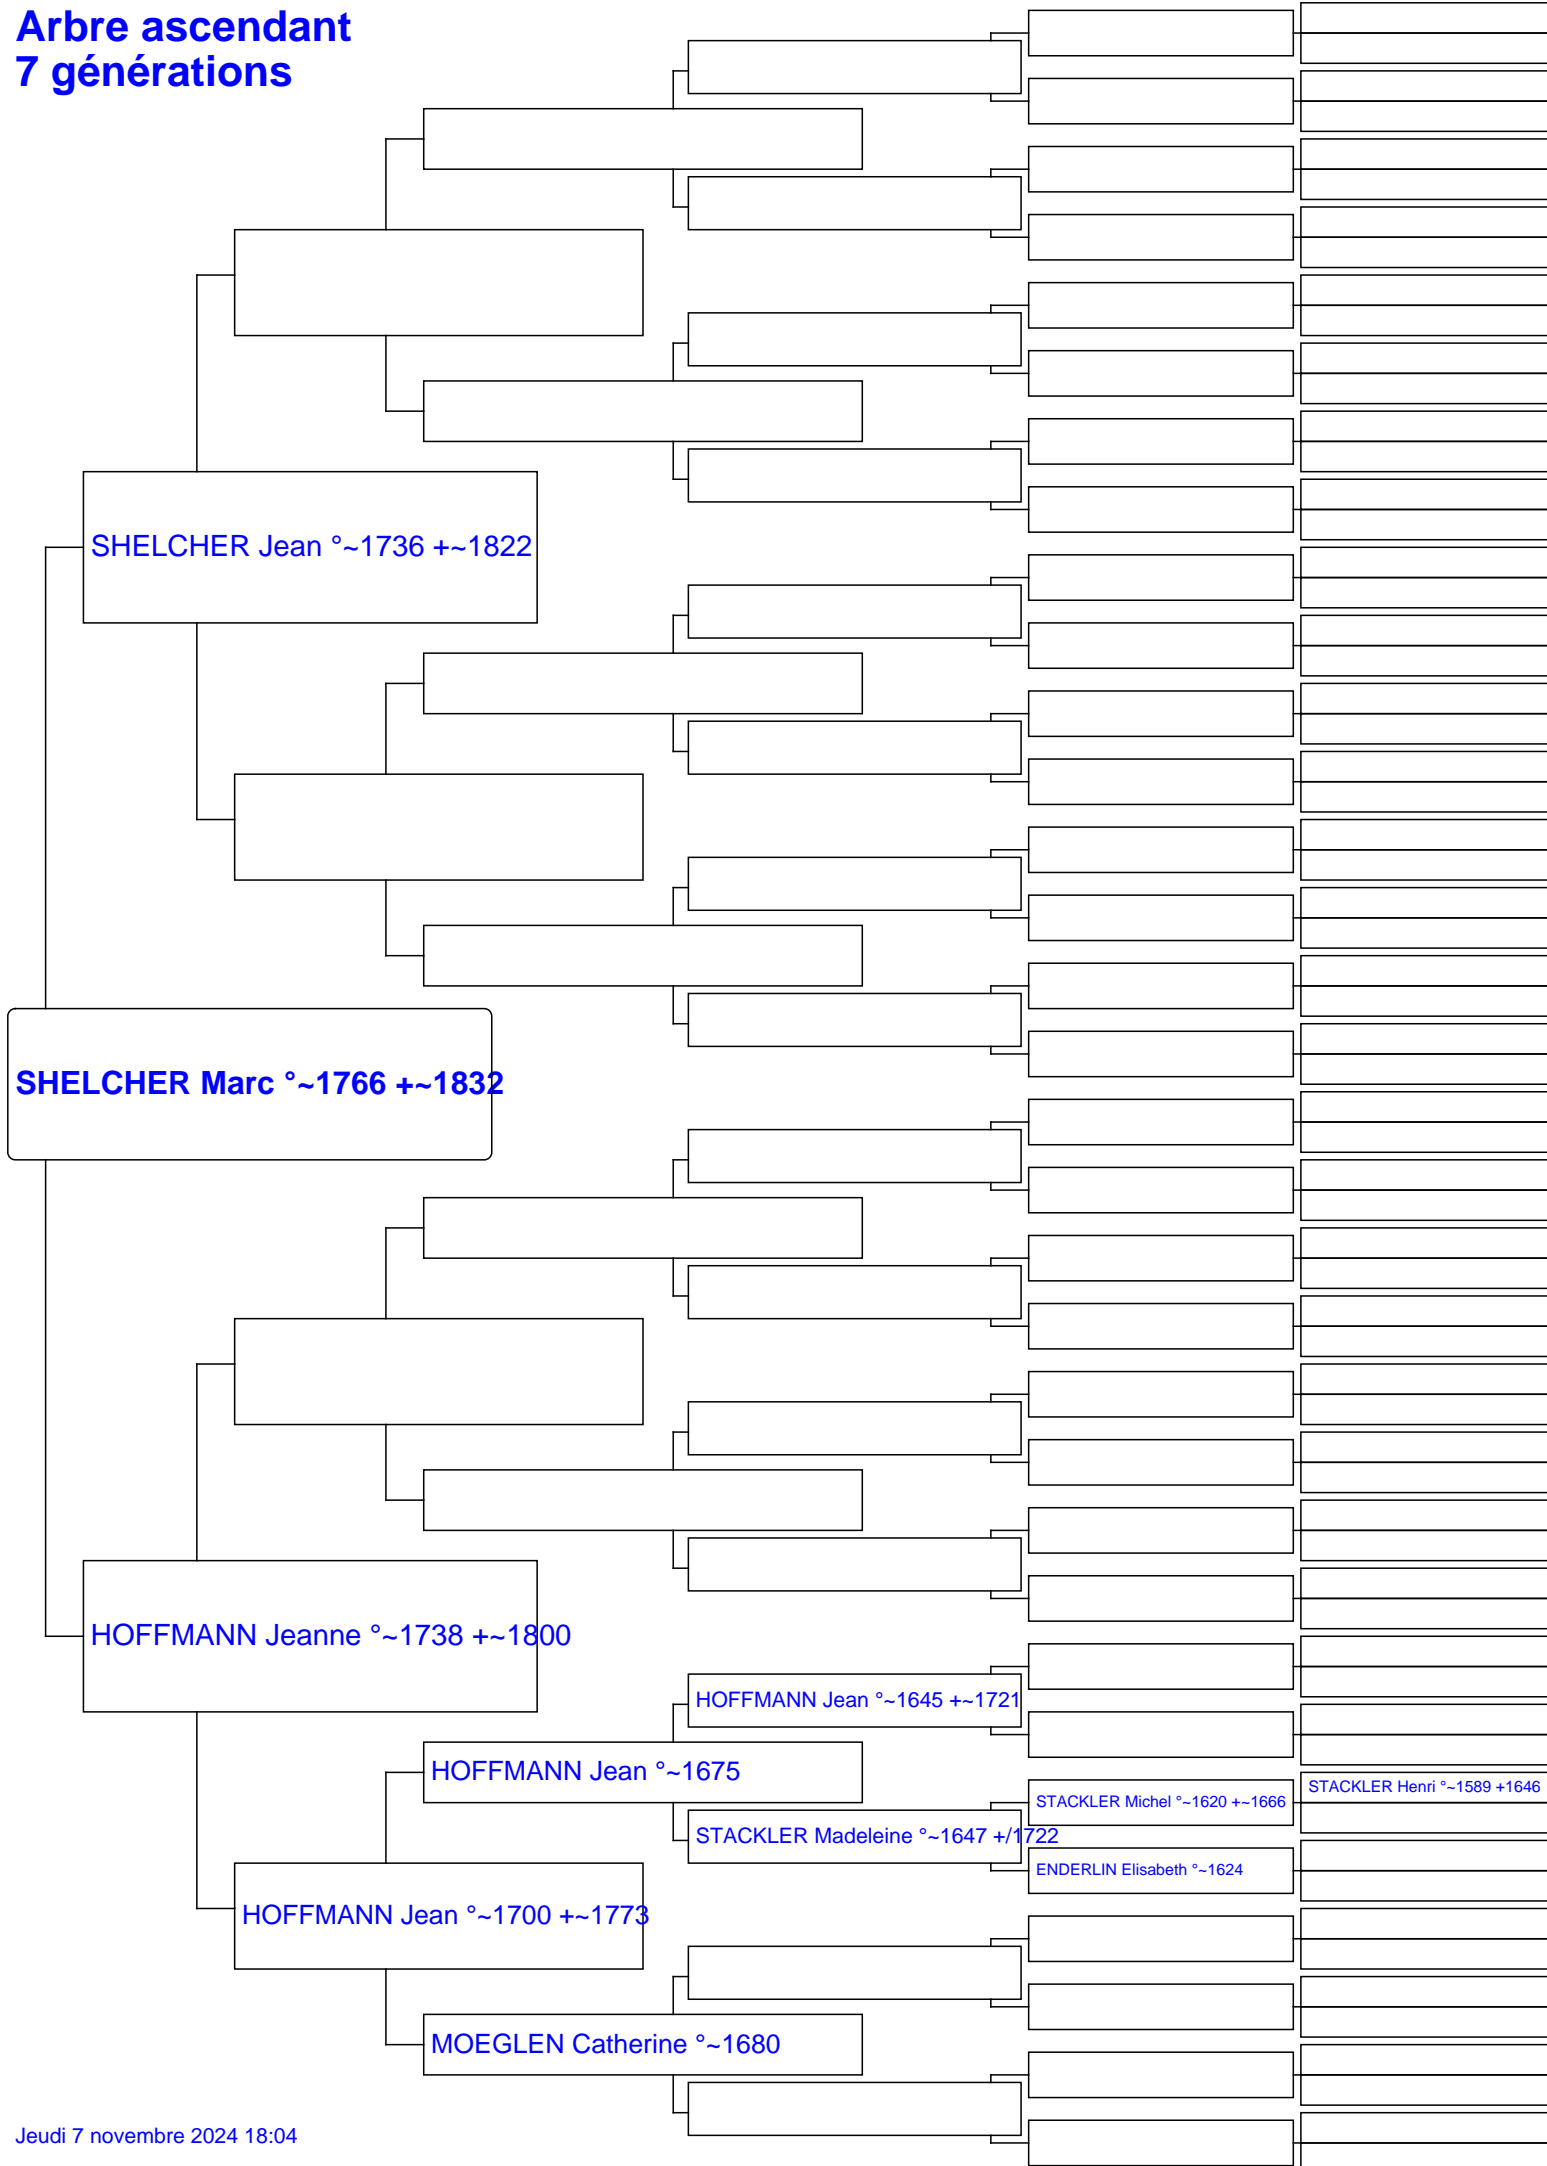 Arbre ascendant
7 générations
SHELCHER Jean °~1736 +~1822
SHELCHER Marc °~1766 +~1832
HOFFMANN Jeanne °~1738 +~1800
HOFFMANN Jean °~1645 +~1721
HOFFMANN Jean °~1675
STACKLER Henri °~1589 +1646
STACKLER Michel °~1620 +~1666
STACKLER Madeleine °~1647 +/1722
ENDERLIN Elisabeth °~1624
HOFFMANN Jean °~1700 +~1773
MOEGLEN Catherine °~1680
Jeudi 7 novembre 2024 18:04